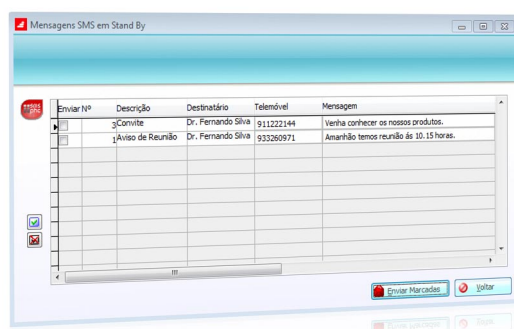 Mensagens SMS em Stand By
Enviar Nº Descrição Destinatário Telemóvel Mensagem
3 Convite Dr. Fernando Silva 911222144 Venha conhecer os nossos produtos.
1 Aviso de Reunião Dr. Fernando Silva 933260971 Amanhão temos reunião ás 10.15 horas.
Enviar Marcadas Voltar